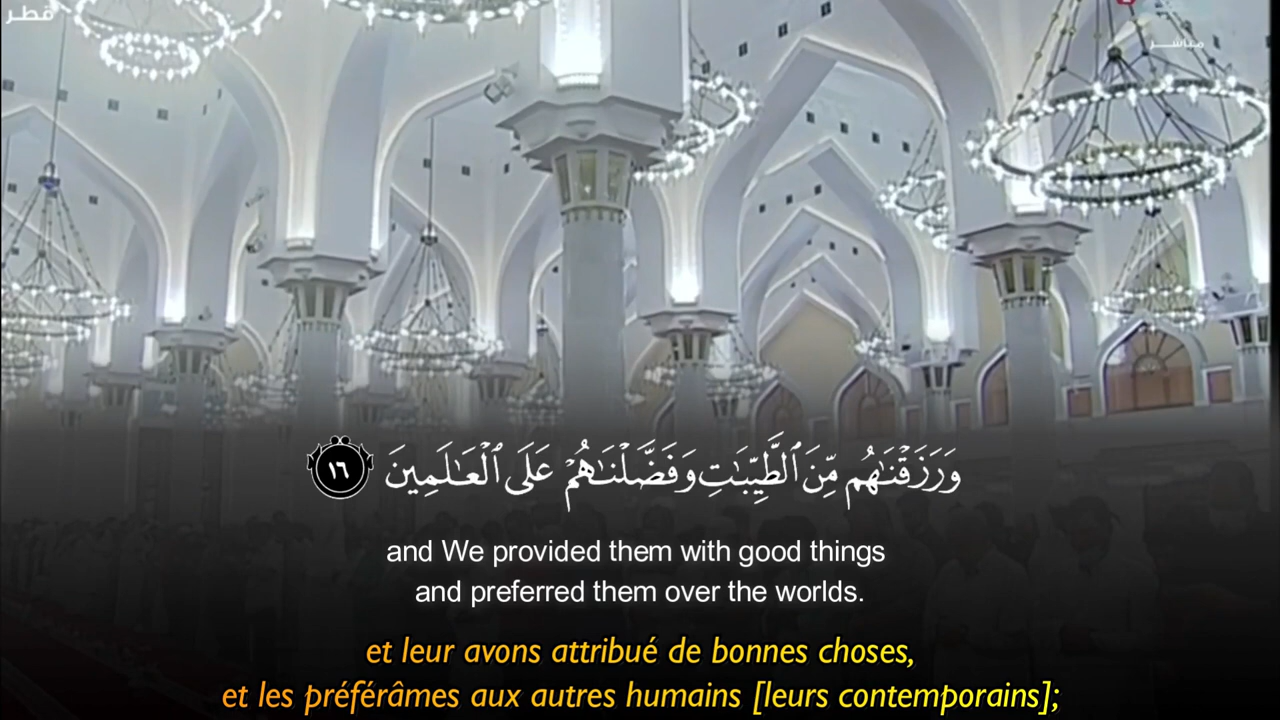 قطر
مباشر
وَرَزَقْنَٰهُم مِّنَ ٱلطَّيِّبَٰتِ وَفَضَّلْنَٰهُمْ عَلَى ٱلْعَٰلَمِينَ ١٦
and We provided them with good things
and preferred them over the worlds.
et leur avons attribué de bonnes choses,
et les préférâmes aux autres humains [leurs contemporains];